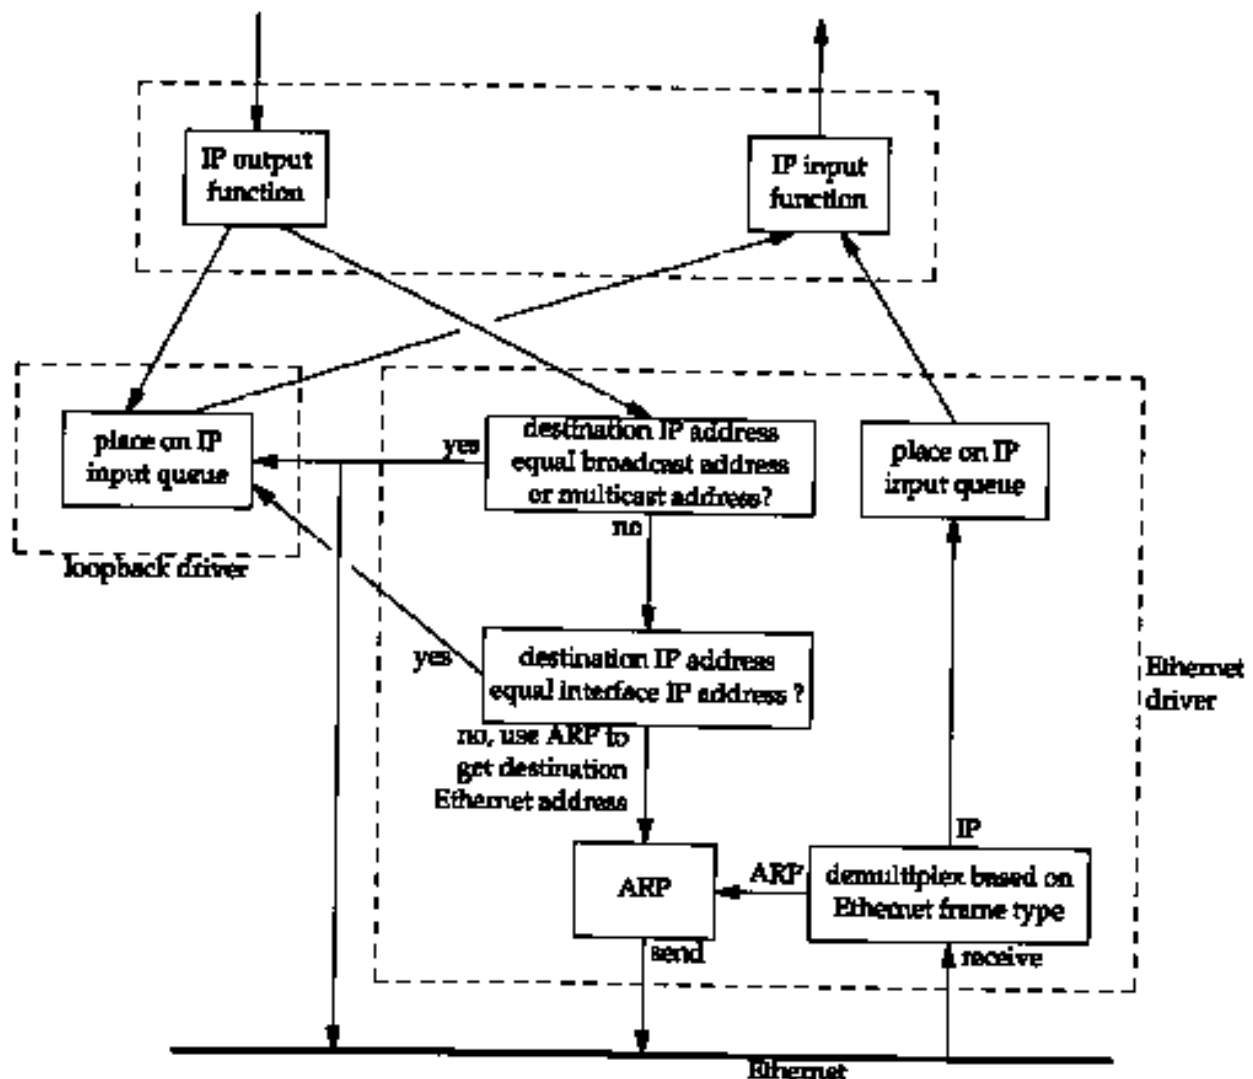 IP output
function
IP input
function
place on IP
input queue
loopback driver
yes
destination IP address
equal broadcast address
or multicast address?
no
place on IP
input queue
yes
destination IP address
equal interface IP address ?
Ethernet
driver
no, use ARP to
get destination
Ethernet address
IP
ARP
ARP
demultiplex based on
Ethernet frame type
send
receive
Ethernet